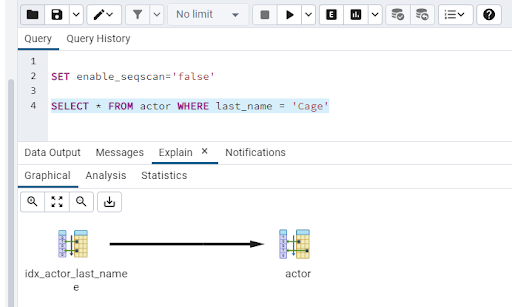 No limit
E
?
Query Query History
1
2 SET enable_seqscan='false'
3
4 SELECT * FROM actor WHERE last_name = 'Cage'
Data Output Messages Explain × Notifications
Graphical Analysis Statistics
idx_actor_last_name
e
actor